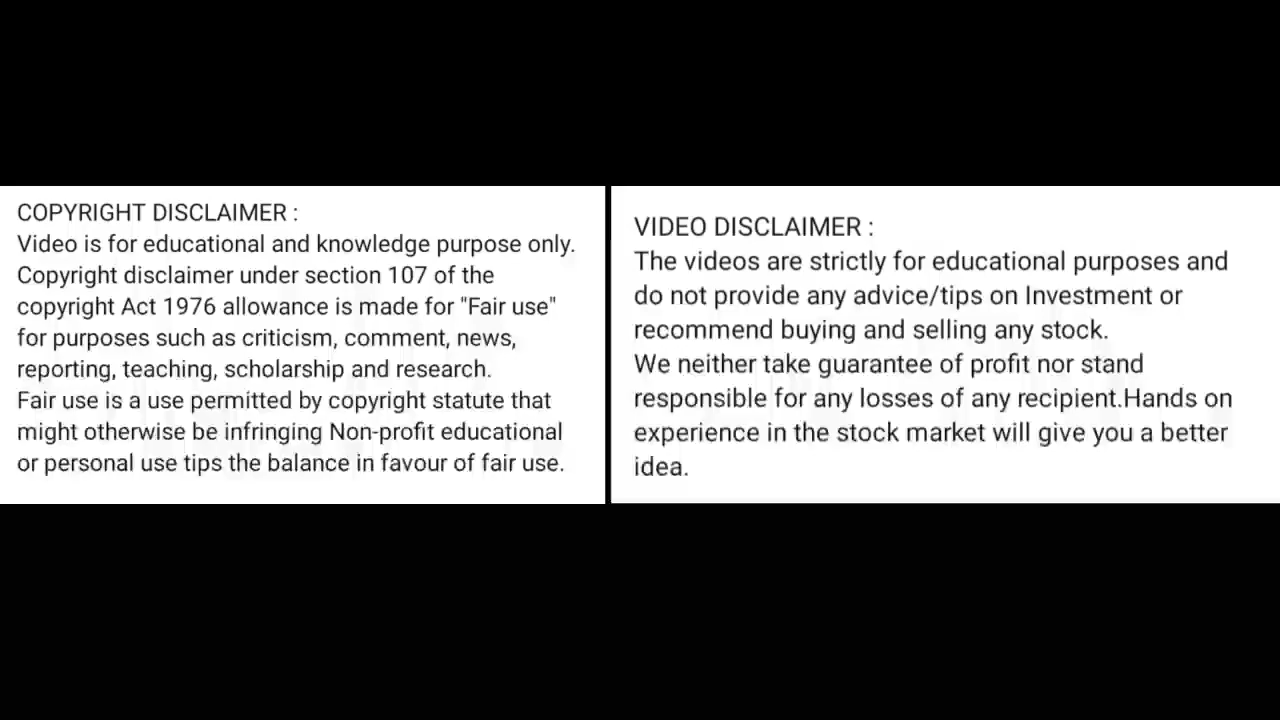 COPYRIGHT DISCLAIMER :
Video is for educational and knowledge purpose only.
Copyright disclaimer under section 107 of the
copyright Act 1976 allowance is made for "Fair use"
for purposes such as criticism, comment, news,
reporting, teaching, scholarship and research.
Fair use is a use permitted by copyright statute that
might otherwise be infringing Non-profit educational
or personal use tips the balance in favour of fair use.
VIDEO DISCLAIMER :
The videos are strictly for educational purposes and
do not provide any advice/tips on Investment or
recommend buying and selling any stock.
We neither take guarantee of profit nor stand
responsible for any losses of any recipient.Hands on
experience in the stock market will give you a better
idea.